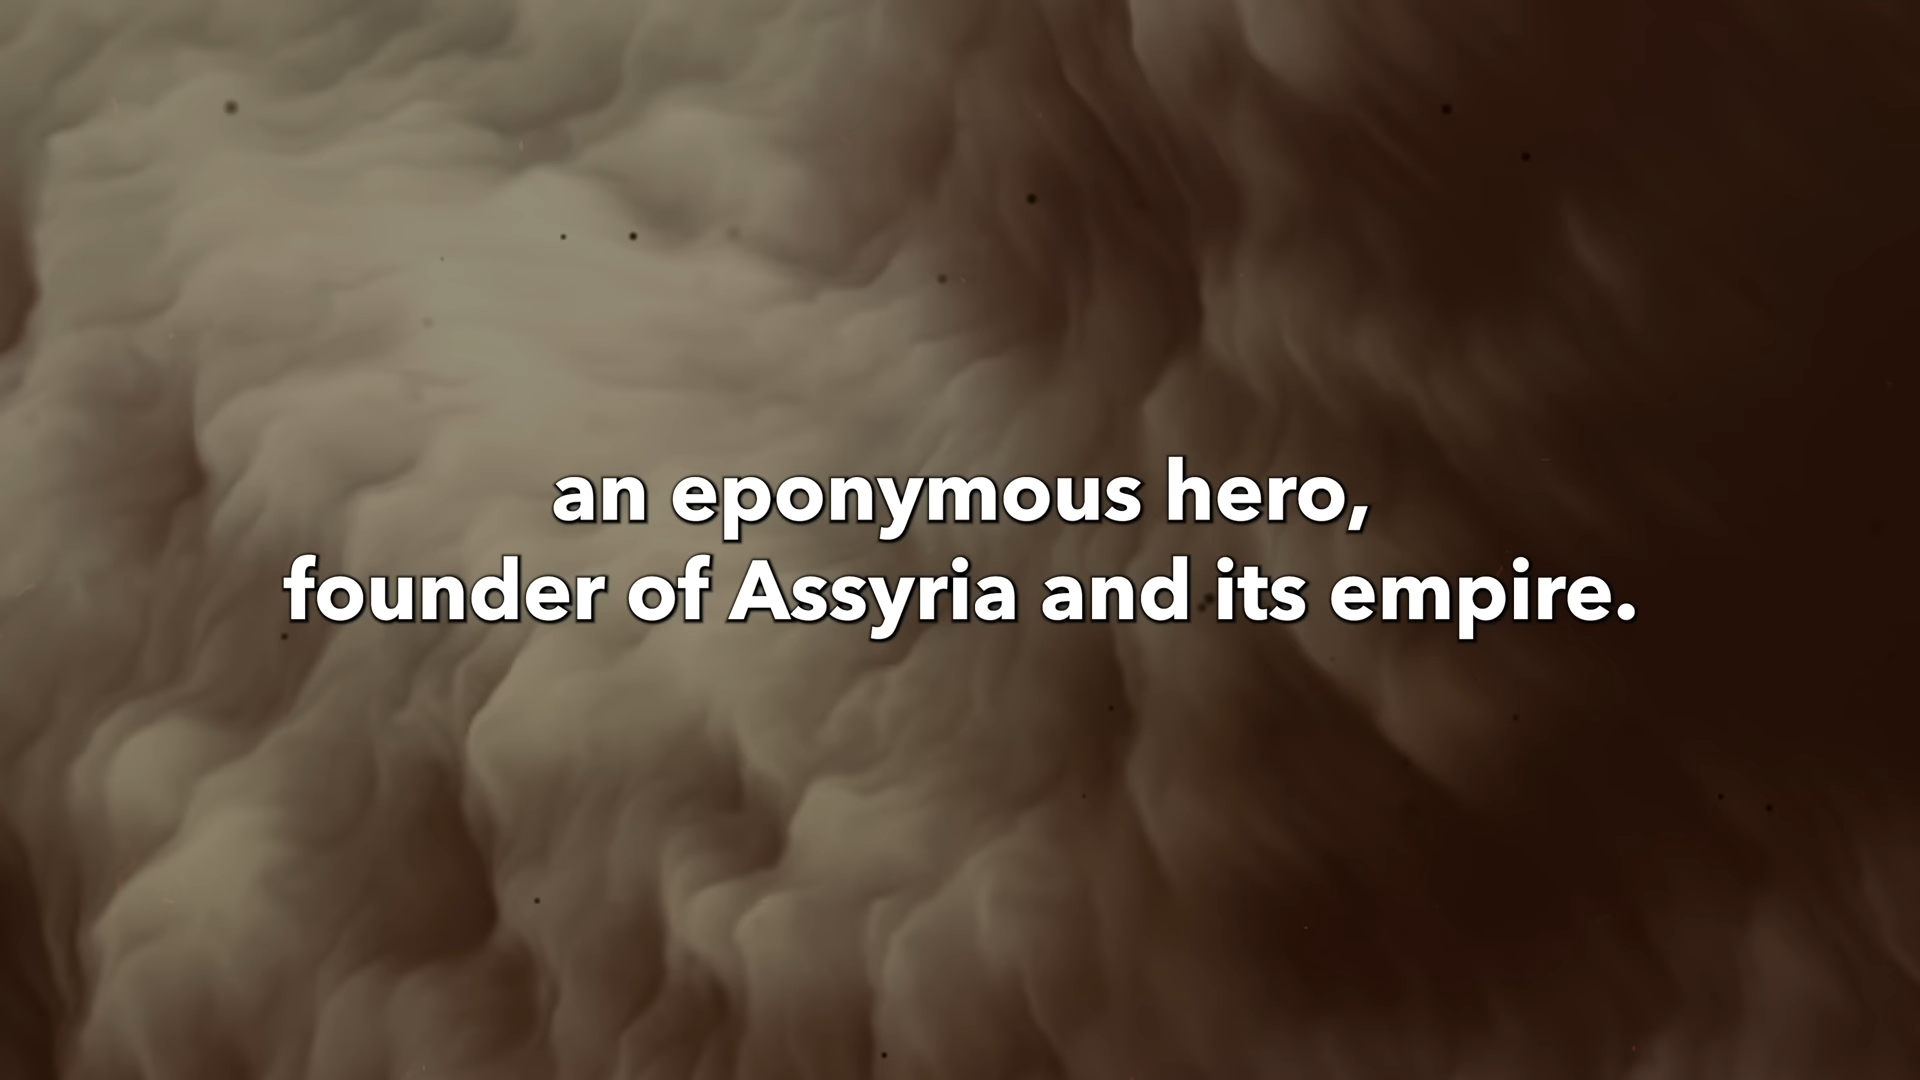 an eponymous hero,
founder of Assyria and its empire.